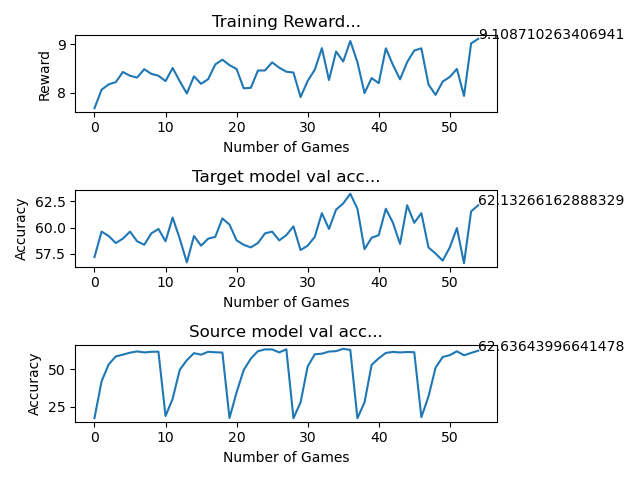 Training Reward...
9.108710263406941
9
8
Reward
0 10 20 30 40 50
Number of Games
Target model val acc...
62.13266162888329
62.5
60.0
57.5
Accuracy
0 10 20 30 40 50
Number of Games
Source model val acc...
62.63643996641478
50
25
Accuracy
0 10 20 30 40 50
Number of Games